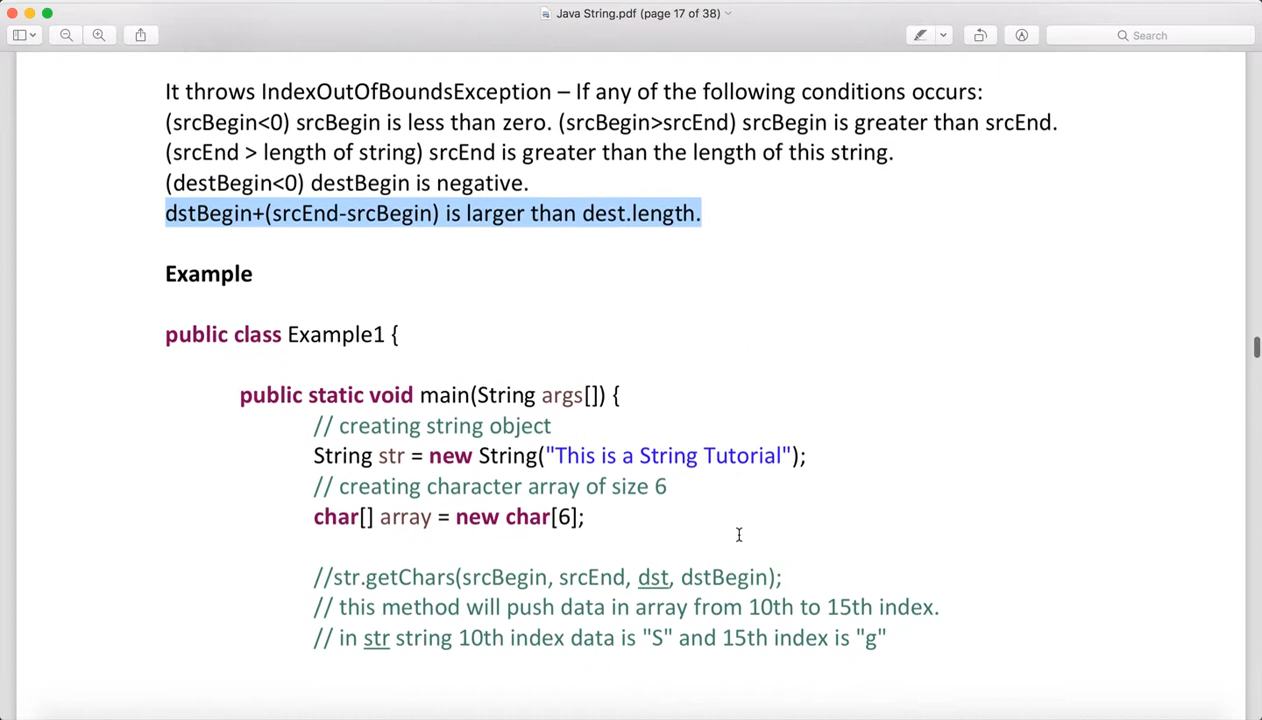 Java String.pdf (page 17 of 38)
Search
It throws IndexOutOfBoundsException – If any of the following conditions occurs:
(srcBegin<0) srcBegin is less than zero. (srcBegin>srcEnd) srcBegin is greater than srcEnd.
(srcEnd > length of string) srcEnd is greater than the length of this string.
(destBegin<0) destBegin is negative.
dstBegin+(srcEnd-srcBegin) is larger than dest.length.
Example
public class Example1 {
public static void main(String args[]) {
// creating string object
String str = new String("This is a String Tutorial");
// creating character array of size 6
char[] array = new char[6];
//str.getChars(srcBegin, srcEnd, dst, dstBegin);
// this method will push data in array from 10th to 15th index.
// in str string 10th index data is "S" and 15th index is "g"